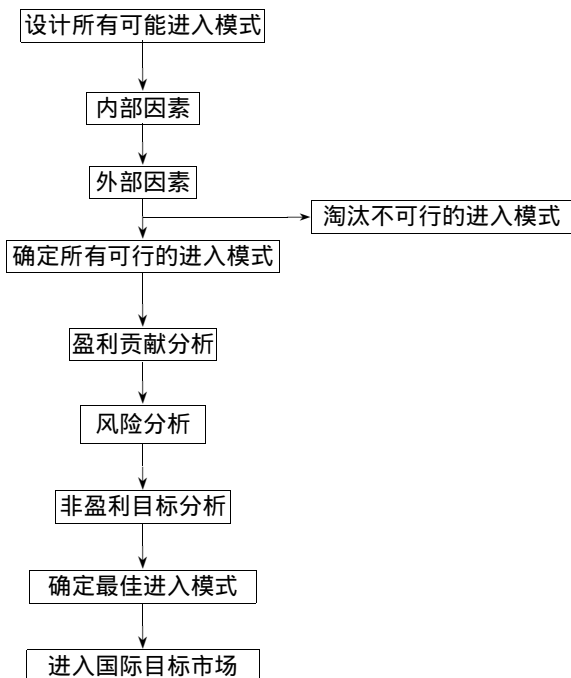 设计所有可能进入模式
内部因素
外部因素
淘汰不可行的进入模式
确定所有可行的进入模式
盈利贡献分析
风险分析
非盈利目标分析
确定最佳进入模式
进入国际目标市场